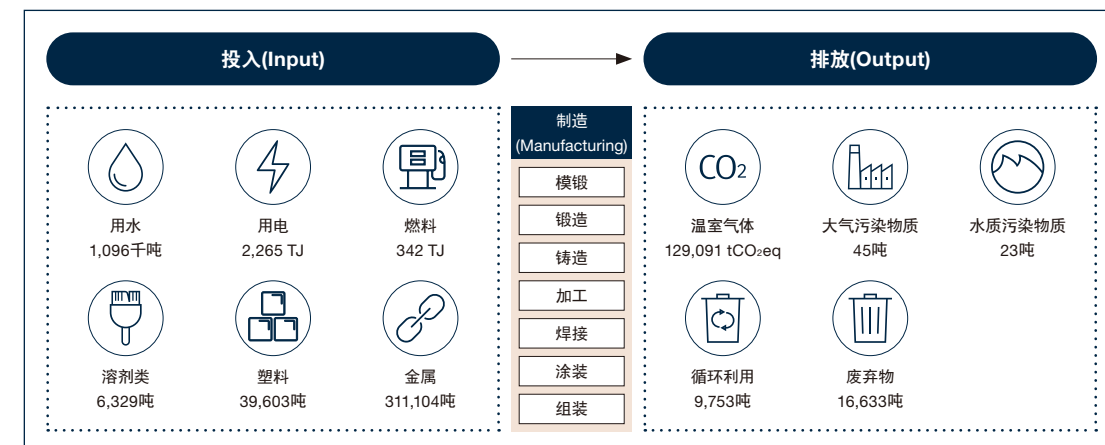 投入(Input)
排放(Output)
用水
1,096千吨
用电
2,265 TJ
燃料
342 TJ
溶剂类
6,329吨
塑料
39,603吨
金属
311,104吨
制造
(Manufacturing)
模锻
锻造
铸造
加工
焊接
涂装
组装
CO2
温室气体
129,091 tCO₂eq
大气污染物质
45吨
水质污染物质
23吨
循环利用
9,753吨
废弃物
16,633吨